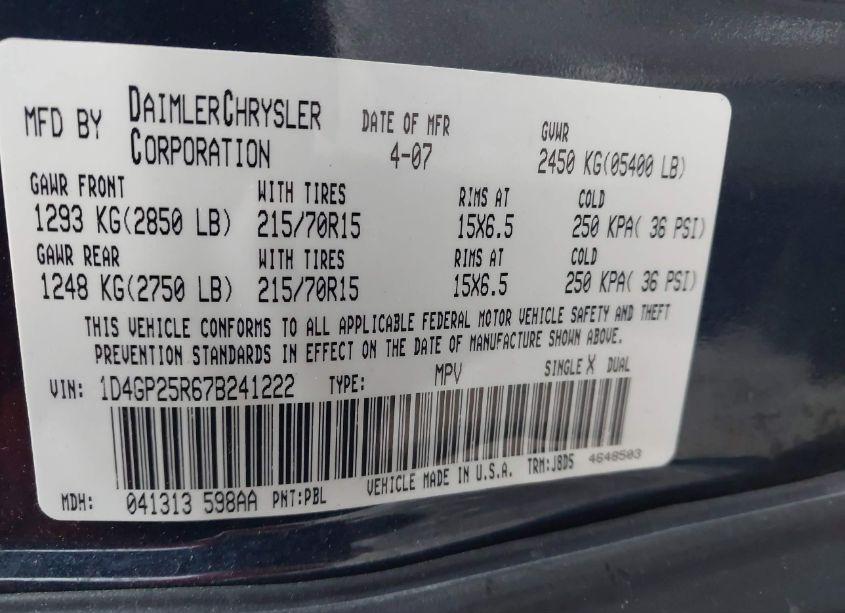 MFD BY DAIMLERCHRYSLER CORPORATION DATE OF MFR 4-07 GVWR 2450 KG(05400 LB)
GAWR FRONT WITH TIRES RIMS AT COLD
1293 KG(2850 LB) 215/70R15 15X6.5 250 KPA( 36 PSI)
GAWR REAR WITH TIRES RIMS AT COLD
1248 KG(2750 LB) 215/70R15 15X6.5 250 KPA( 36 PSI)
THIS VEHICLE CONFORMS TO ALL APPLICABLE FEDERAL MOTOR VEHICLE SAFETY AND THEFT
PREVENTION STANDARDS IN EFFECT ON THE DATE OF MANUFACTURE SHOWN ABOVE.
VIN: 1D4GP25R67B241222 TYPE: MPV SINGLE X DUAL
MDH: 041313 598AA PNT:PBL VEHICLE MADE IN U.S.A. TRM:J8D5 4648503